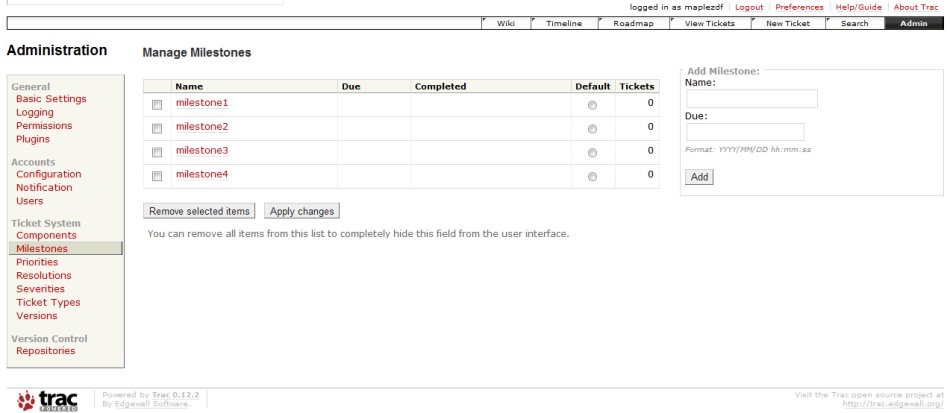 logged in as maplezdf Logout Preferences Help/Guide About Trac
Wiki Timeline Roadmap View Tickets New Ticket Search Admin
Administration
General
Basic Settings
Logging
Permissions
Plugins
Accounts
Configuration
Notification
Users
Ticket System
Components
Milestones
Priorities
Resolutions
Severities
Ticket Types
Versions
Version Control
Repositories
Manage Milestones
Name Due Completed Default Tickets
milestone1 0
milestone2 0
milestone3 0
milestone4 0
Remove selected items Apply changes
You can remove all items from this list to completely hide this field from the user interface.
Add Milestone:
Name:
Due:
Format: YYYY/MM/DD hh:mm:ss
Add
trac
POWERED
Powered by Trac 0.12.2
By Edgewall Software.
Visit the Trac open source project at
http://trac.edgewall.org/